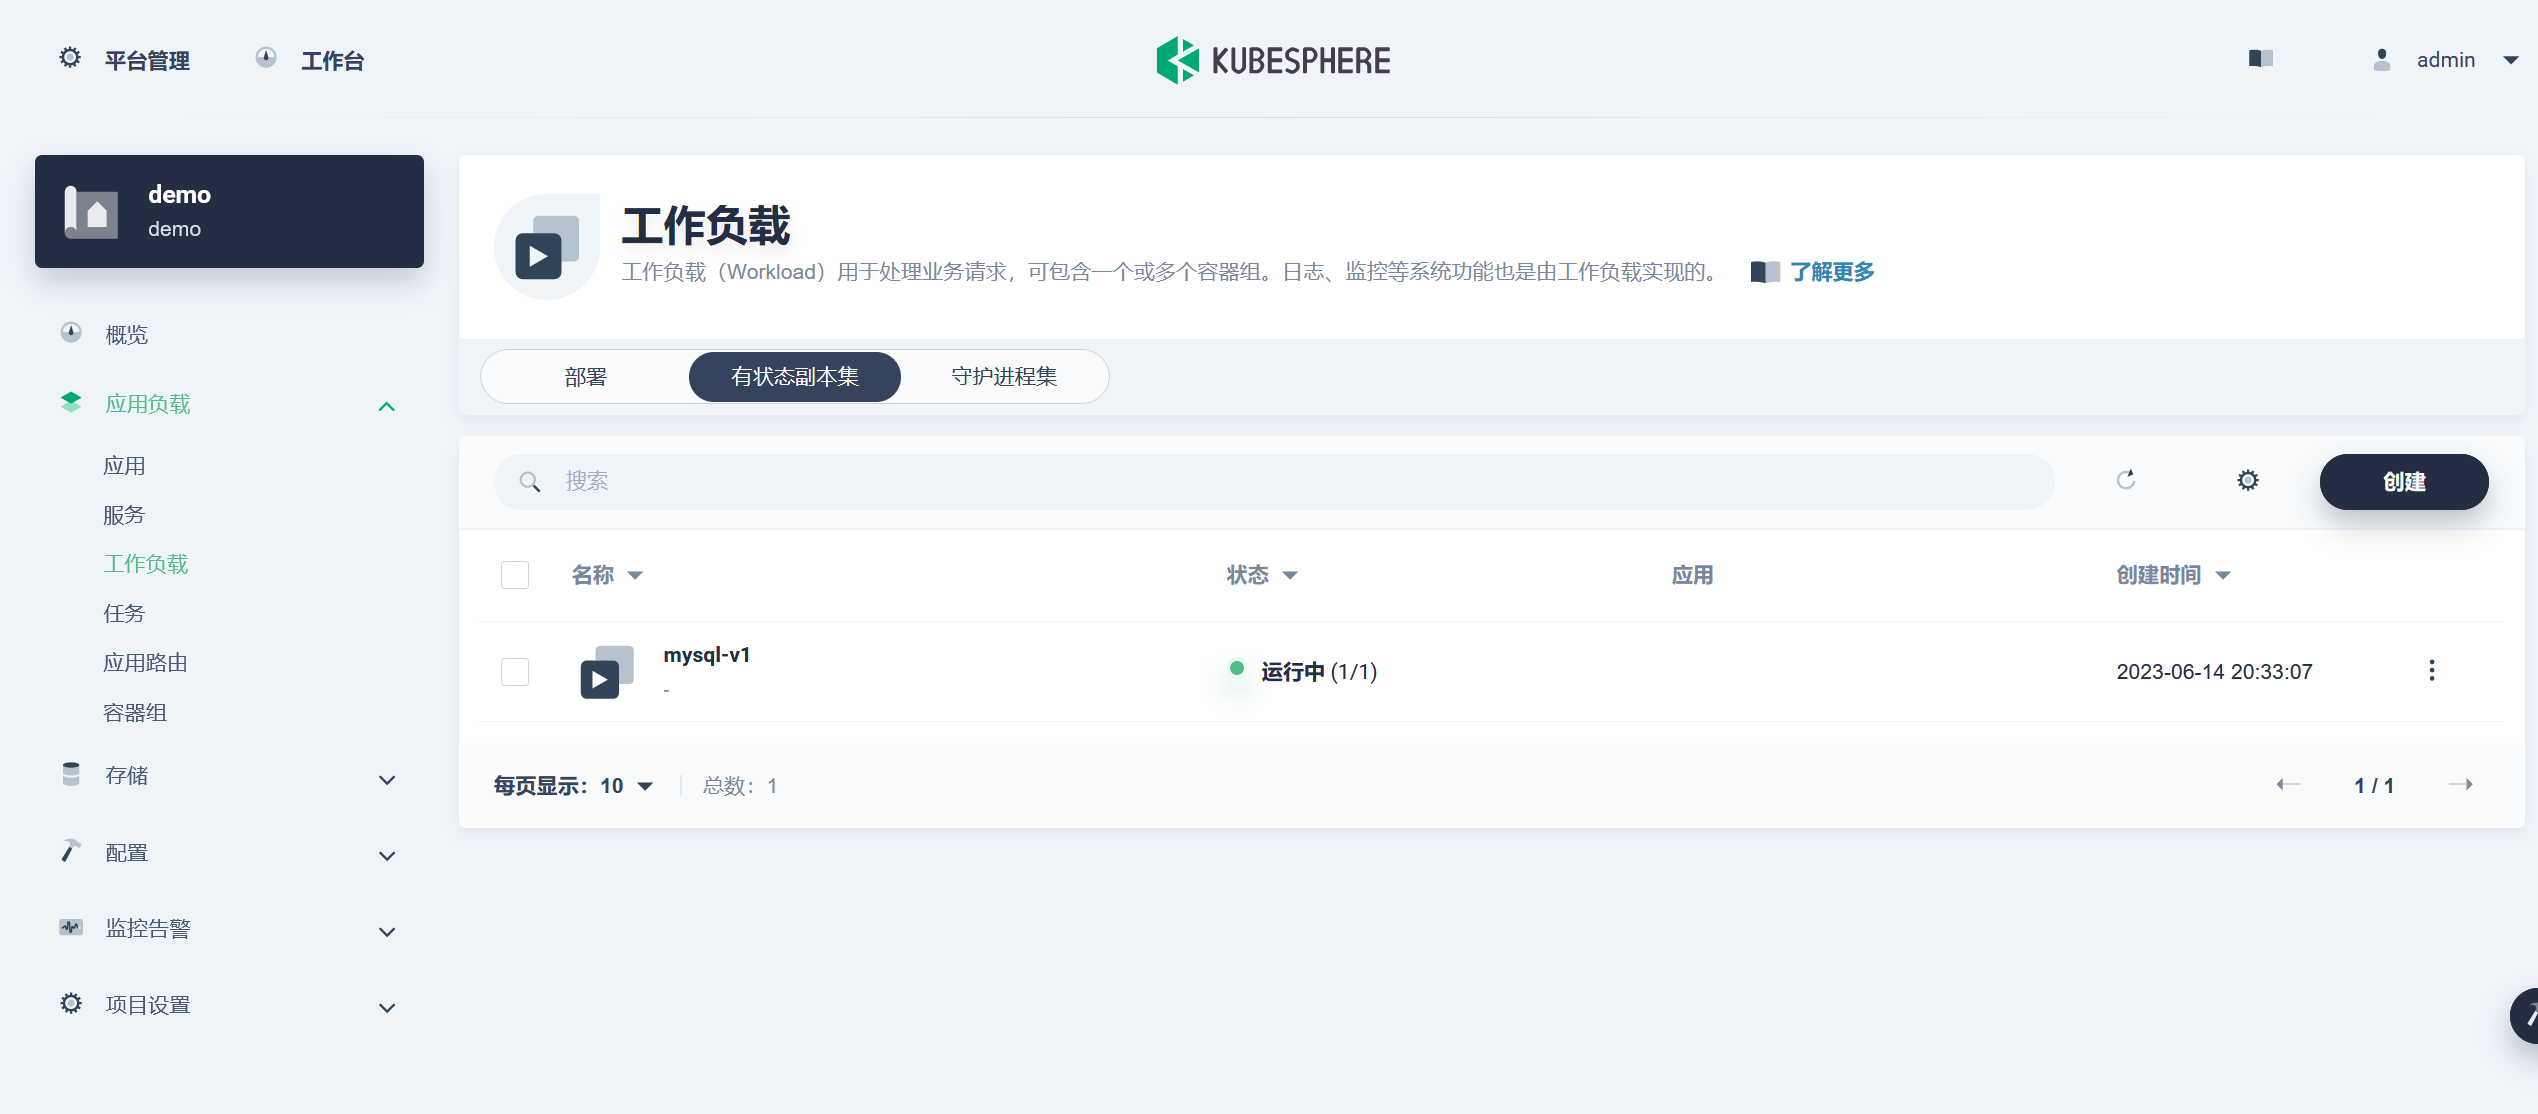 平台管理 工作台 KUBESPHERE admin
demo
demo
概览
应用负载
应用
服务
工作负载
任务
应用路由
容器组
存储
配置
监控告警
项目设置
工作负载
工作负载（Workload）用于处理业务请求，可包含一个或多个容器组。日志、监控等系统功能也是由工作负载实现的。 了解更多
部署 有状态副本集 守护进程集
搜索 创建
名称 状态 应用 创建时间
mysql-v1 运行中 (1/1) 2023-06-14 20:33:07
-
每页显示：10 总数：1 1 / 1